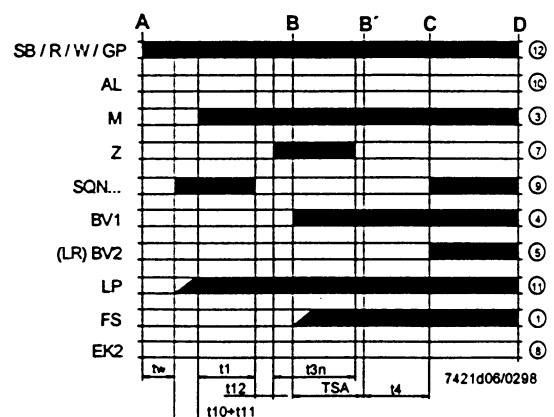 A B B´ C D
SB / R / W / GP 12
AL 10
M 3
Z 7
SQN... 9
BV1 4
(LR) BV2 5
LP 11
FS 1
EK2 8
tw t1 t3n 7421d06/0298
t12 TSA t4
t10+t11